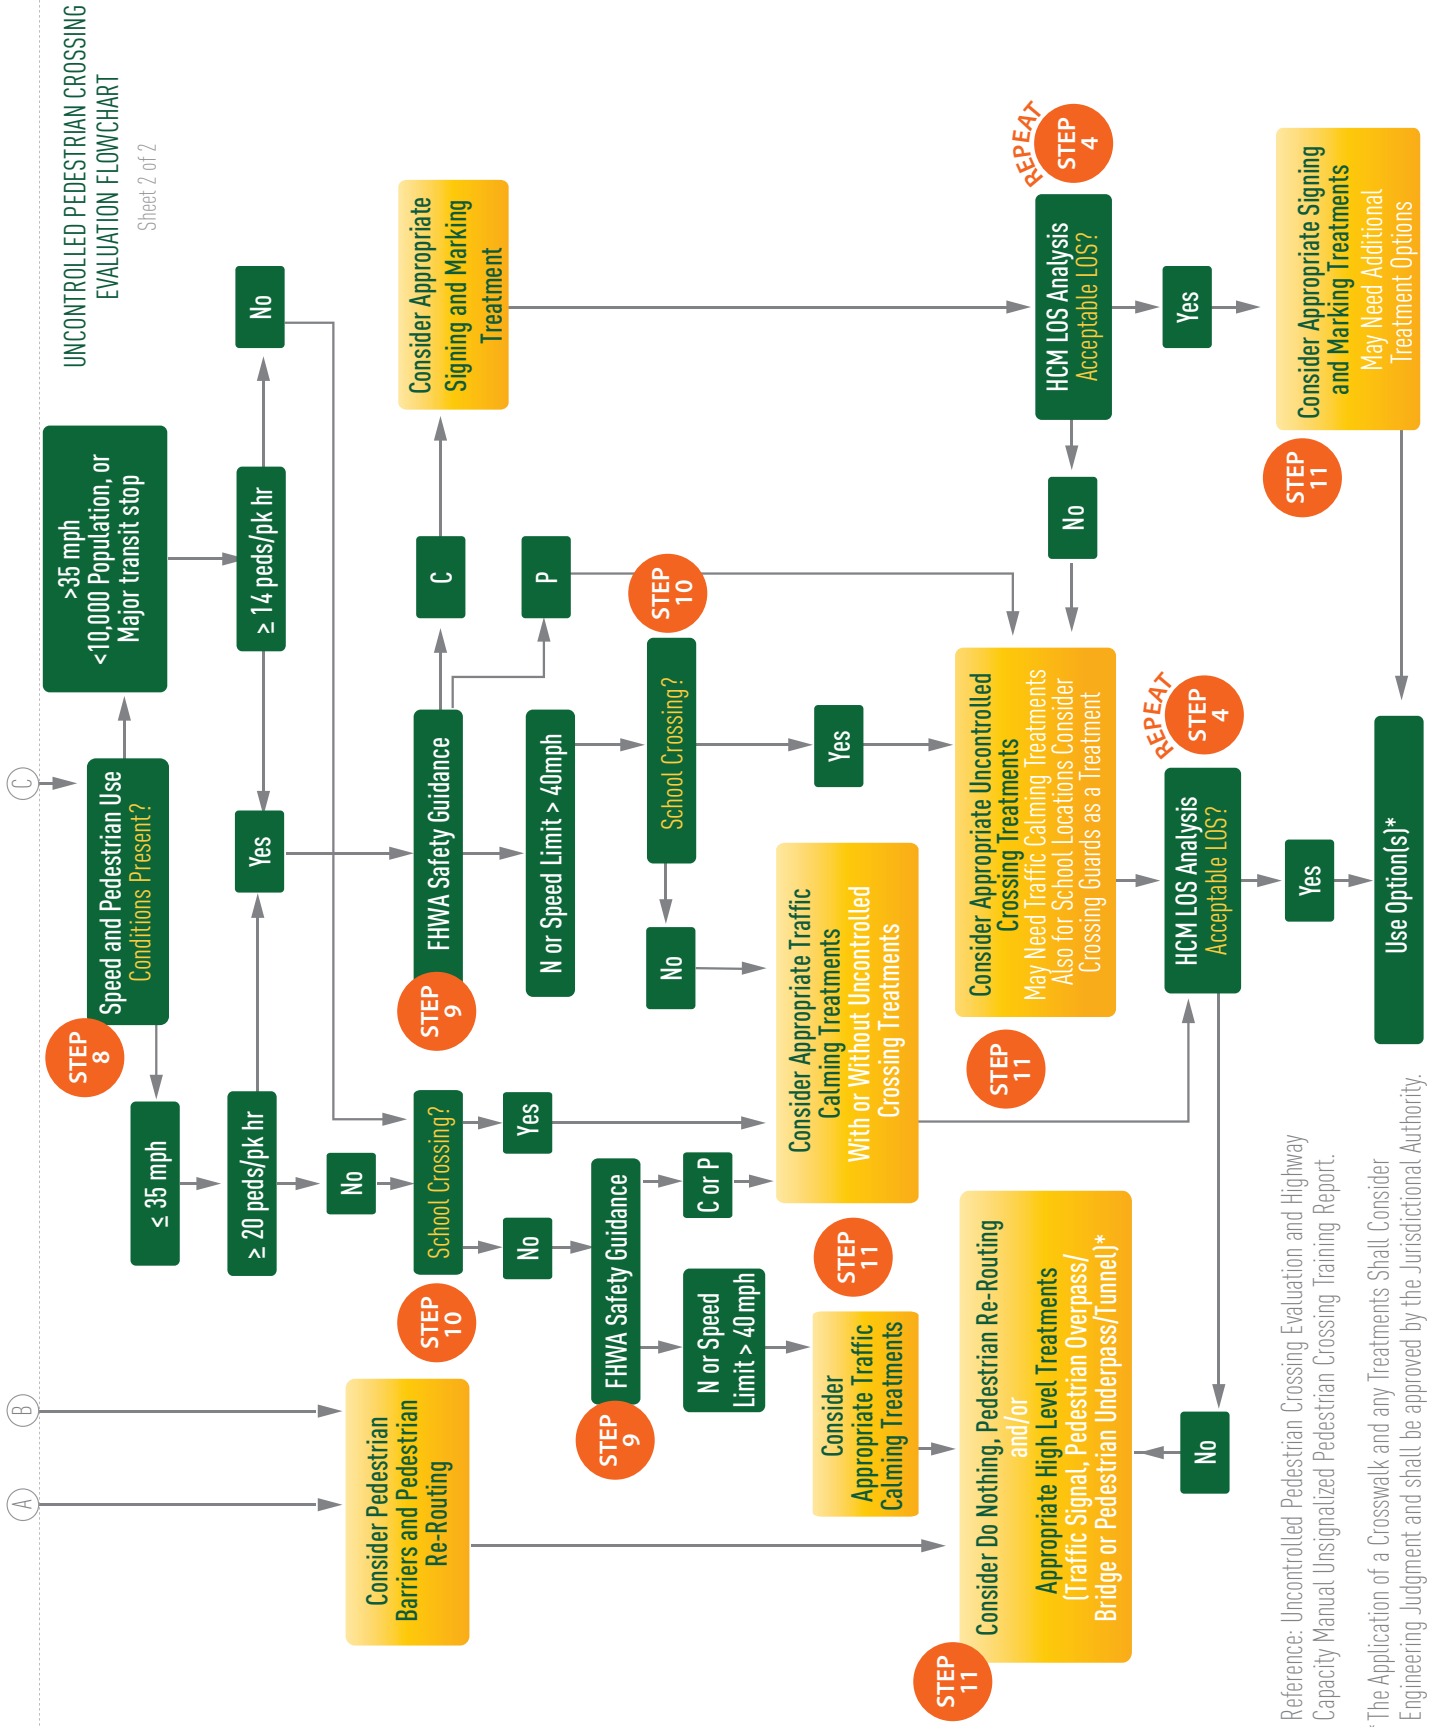 UNCONTROLLED PEDESTRIAN CROSSING
EVALUATION FLOWCHART
Sheet 2 of 2
A
B
C
STEP
8
Speed and Pedestrian Use
Conditions Present?
>35 mph
<10,000 Population, or
Major transit stop
≤ 35 mph
≥ 20 peds/pk hr
Yes
≥ 14 peds/pk hr
No
No
Consider Pedestrian
Barriers and Pedestrian
Re-Routing
STEP
10
School Crossing?
STEP
9
FHWA Safety Guidance
C
Consider Appropriate
Signing and Marking
Treatment
No
Yes
N or Speed Limit > 40mph
P
STEP
9
FHWA Safety Guidance
No
School Crossing?
STEP
10
N or Speed
Limit > 40 mph
C or P
Consider
Appropriate Traffic
Calming Treatments
STEP
11
Consider Appropriate Traffic
Calming Treatments
With or Without Uncontrolled
Crossing Treatments
Yes
STEP
11
Consider Do Nothing, Pedestrian Re-Routing
and/or
Appropriate High Level Treatments
(Traffic Signal, Pedestrian Overpass/
Bridge or Pedestrian Underpass/Tunnel)*
STEP
11
Consider Appropriate Uncontrolled
Crossing Treatments
May Need Traffic Calming Treatments
Also for School Locations Consider
Crossing Guards as a Treatment
No
HCM LOS Analysis
Acceptable LOS?
REPEAT
STEP
4
No
HCM LOS Analysis
Acceptable LOS?
REPEAT
STEP
4
Yes
Yes
STEP
11
Consider Appropriate Signing
and Marking Treatments
May Need Additional
Treatment Options
Use Option(s)*
Reference: Uncontrolled Pedestrian Crossing Evaluation and Highway
Capacity Manual Unsignalized Pedestrian Crossing Training Report.
* The Application of a Crosswalk and any Treatments Shall Consider
Engineering Judgment and shall be approved by the Jurisdictional Authority.